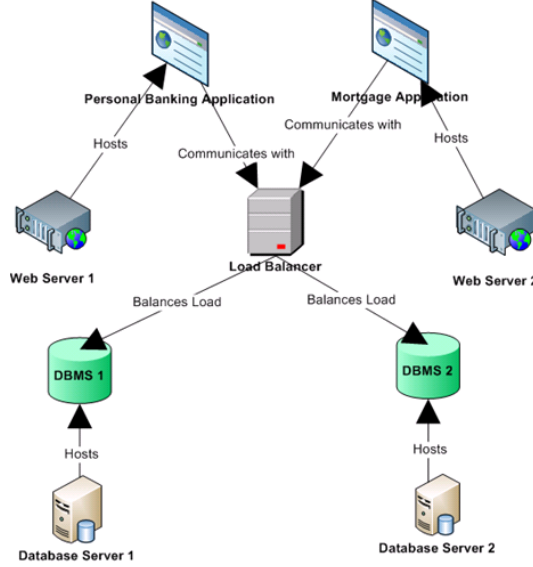 Personal Banking Application
Mortgage Application
Communicates with
Hosts
Communicates with
Hosts
Web Server 1
Load Balancer
Web Server 2
Balances Load
Balances Load
DBMS 1
DBMS 2
Hosts
Hosts
Database Server 1
Database Server 2